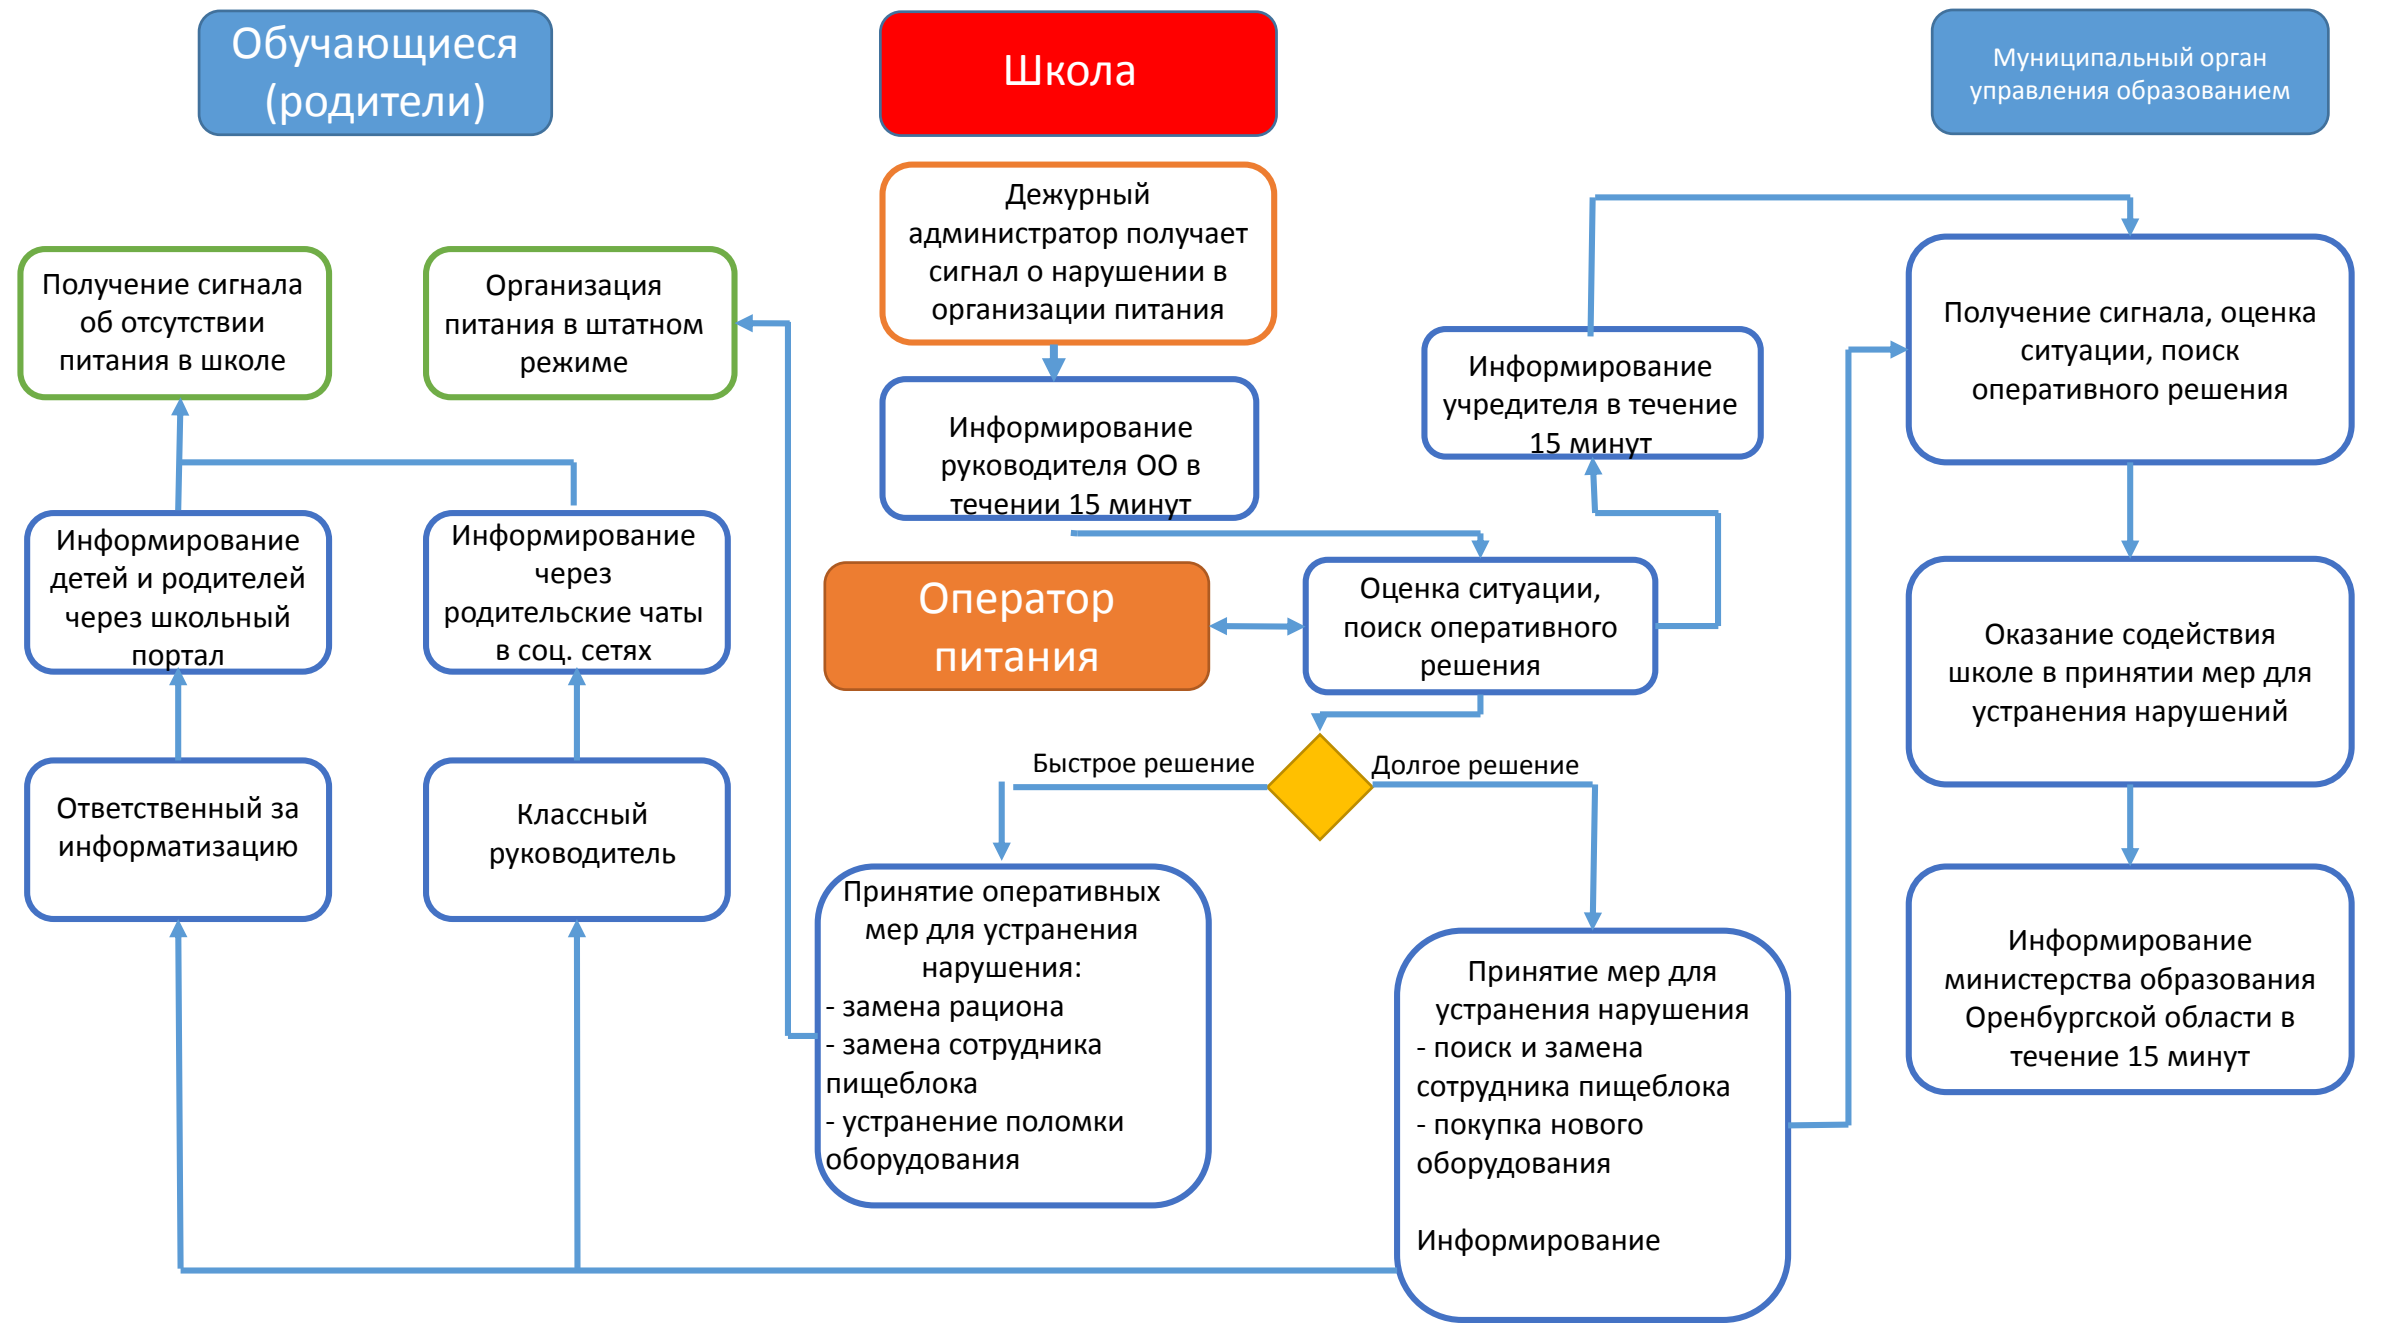 Обучающиеся
(родители)
Школа
Муниципальный орган
управления образованием
Получение сигнала
об отсутствии
питания в школе
Организация
питания в штатном
режиме
Дежурный
администратор получает
сигнал о нарушении в
организации питания
Информирование
руководителя ОО в
течении 15 минут
Информирование
учредителя в течение
15 минут
Получение сигнала, оценка
ситуации, поиск
оперативного решения
Информирование
детей и родителей
через школьный
портал
Информирование
через
родительские чаты
в соц. сетях
Оператор
питания
Оценка ситуации,
поиск оперативного
решения
Оказание содействия
школе в принятии мер для
устранения нарушений
Быстрое решение
Долгое решение
Ответственный за
информатизацию
Классный
руководитель
Принятие оперативных
мер для устранения
нарушения:
- замена рациона
- замена сотрудника
пищеблока
- устранение поломки
оборудования
Принятие мер для
устранения нарушения
- поиск и замена
сотрудника пищеблока
- покупка нового
оборудования
Информирование
Информирование
министерства образования
Оренбургской области в
течение 15 минут